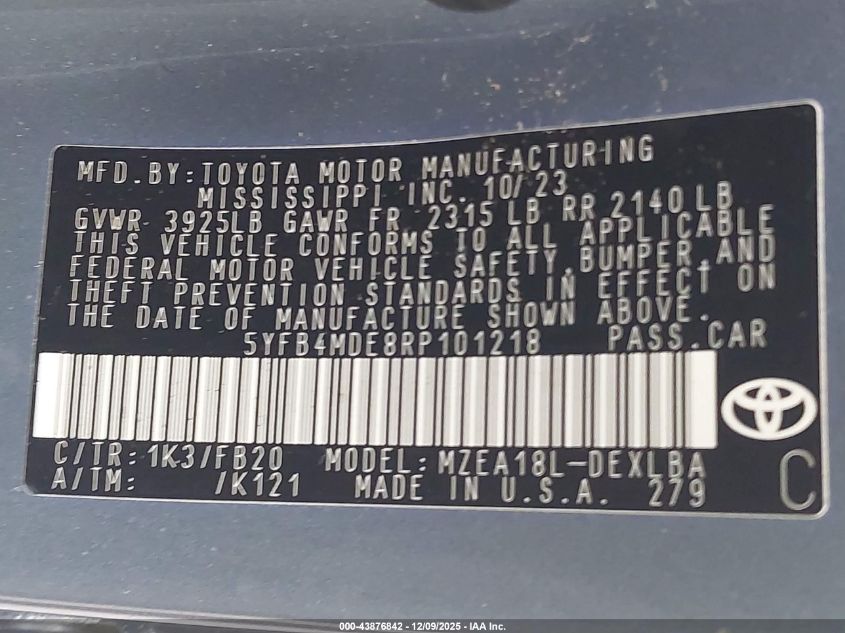 MFD. BY: TOYOTA MOTOR MANUFACTURING
MISSISSIPPI INC. 10/23
GVWR 3925LB GAWR FR. 2315 LB RR 2140 LB
THIS VEHICLE CONFORMS TO ALL APPLICABLE
FEDERAL MOTOR VEHICLE SAFETY, BUMPER, AND
THEFT PREVENTION STANDARDS IN EFFECT ON
THE DATE OF MANUFACTURE SHOWN ABOVE.
5YFB4MDE8RP101218 PASS. CAR
C/TR: 1K3/FB20 MODEL: MZEA18L-DEXLBA
A/TM: /K121 MADE IN U.S.A. 279
C
000-43876842 - 12/09/2025 - IAA Inc.